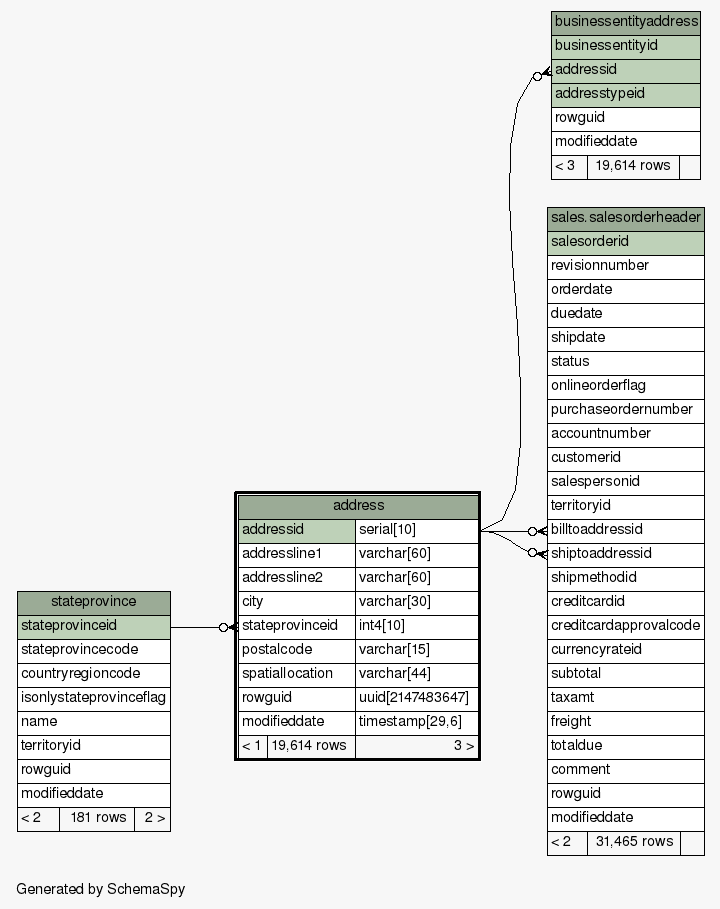 businessentityaddress
businessentityid
addressid
addresstypeid
rowguid
modifieddate
< 3 19,614 rows
sales.salesorderheader
salesorderid
revisionnumber
orderdate
duedate
shipdate
status
onlineorderflag
purchaseordernumber
accountnumber
customerid
salespersonid
territoryid
billtoaddressid
shiptoaddressid
shipmethodid
creditcardid
creditcardapprovalcode
currencyrateid
subtotal
taxamt
freight
totaldue
comment
rowguid
modifieddate
< 2 31,465 rows
address
addressid serial[10]
addressline1 varchar[60]
addressline2 varchar[60]
city varchar[30]
stateprovinceid int4[10]
postalcode varchar[15]
spatiallocation varchar[44]
rowguid uuid[2147483647]
modifieddate timestamp[29,6]
< 1 19,614 rows 3 >
stateprovince
stateprovinceid
stateprovincecode
countryregioncode
isonlystateprovinceflag
name
territoryid
rowguid
modifieddate
< 2 181 rows 2 >
Generated by SchemaSpy